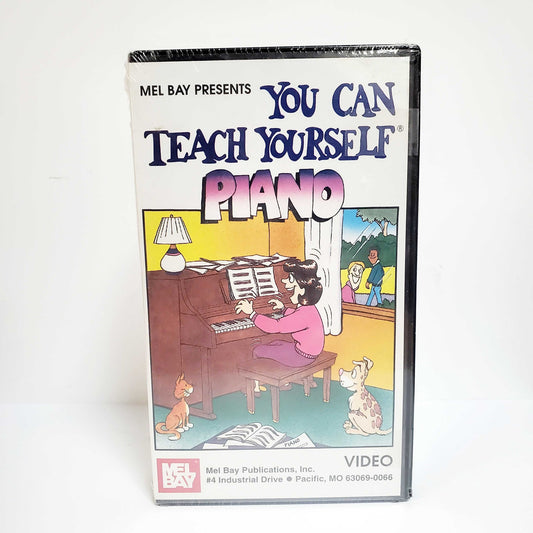 MEL BAY PRESENTS YOU CAN
TEACH YOURSELF®
PIANO
PIANO
MEL
BAY
Mel Bay Publications, Inc.
#4 Industrial Drive ● Pacific, MO 63069-0066
VIDEO